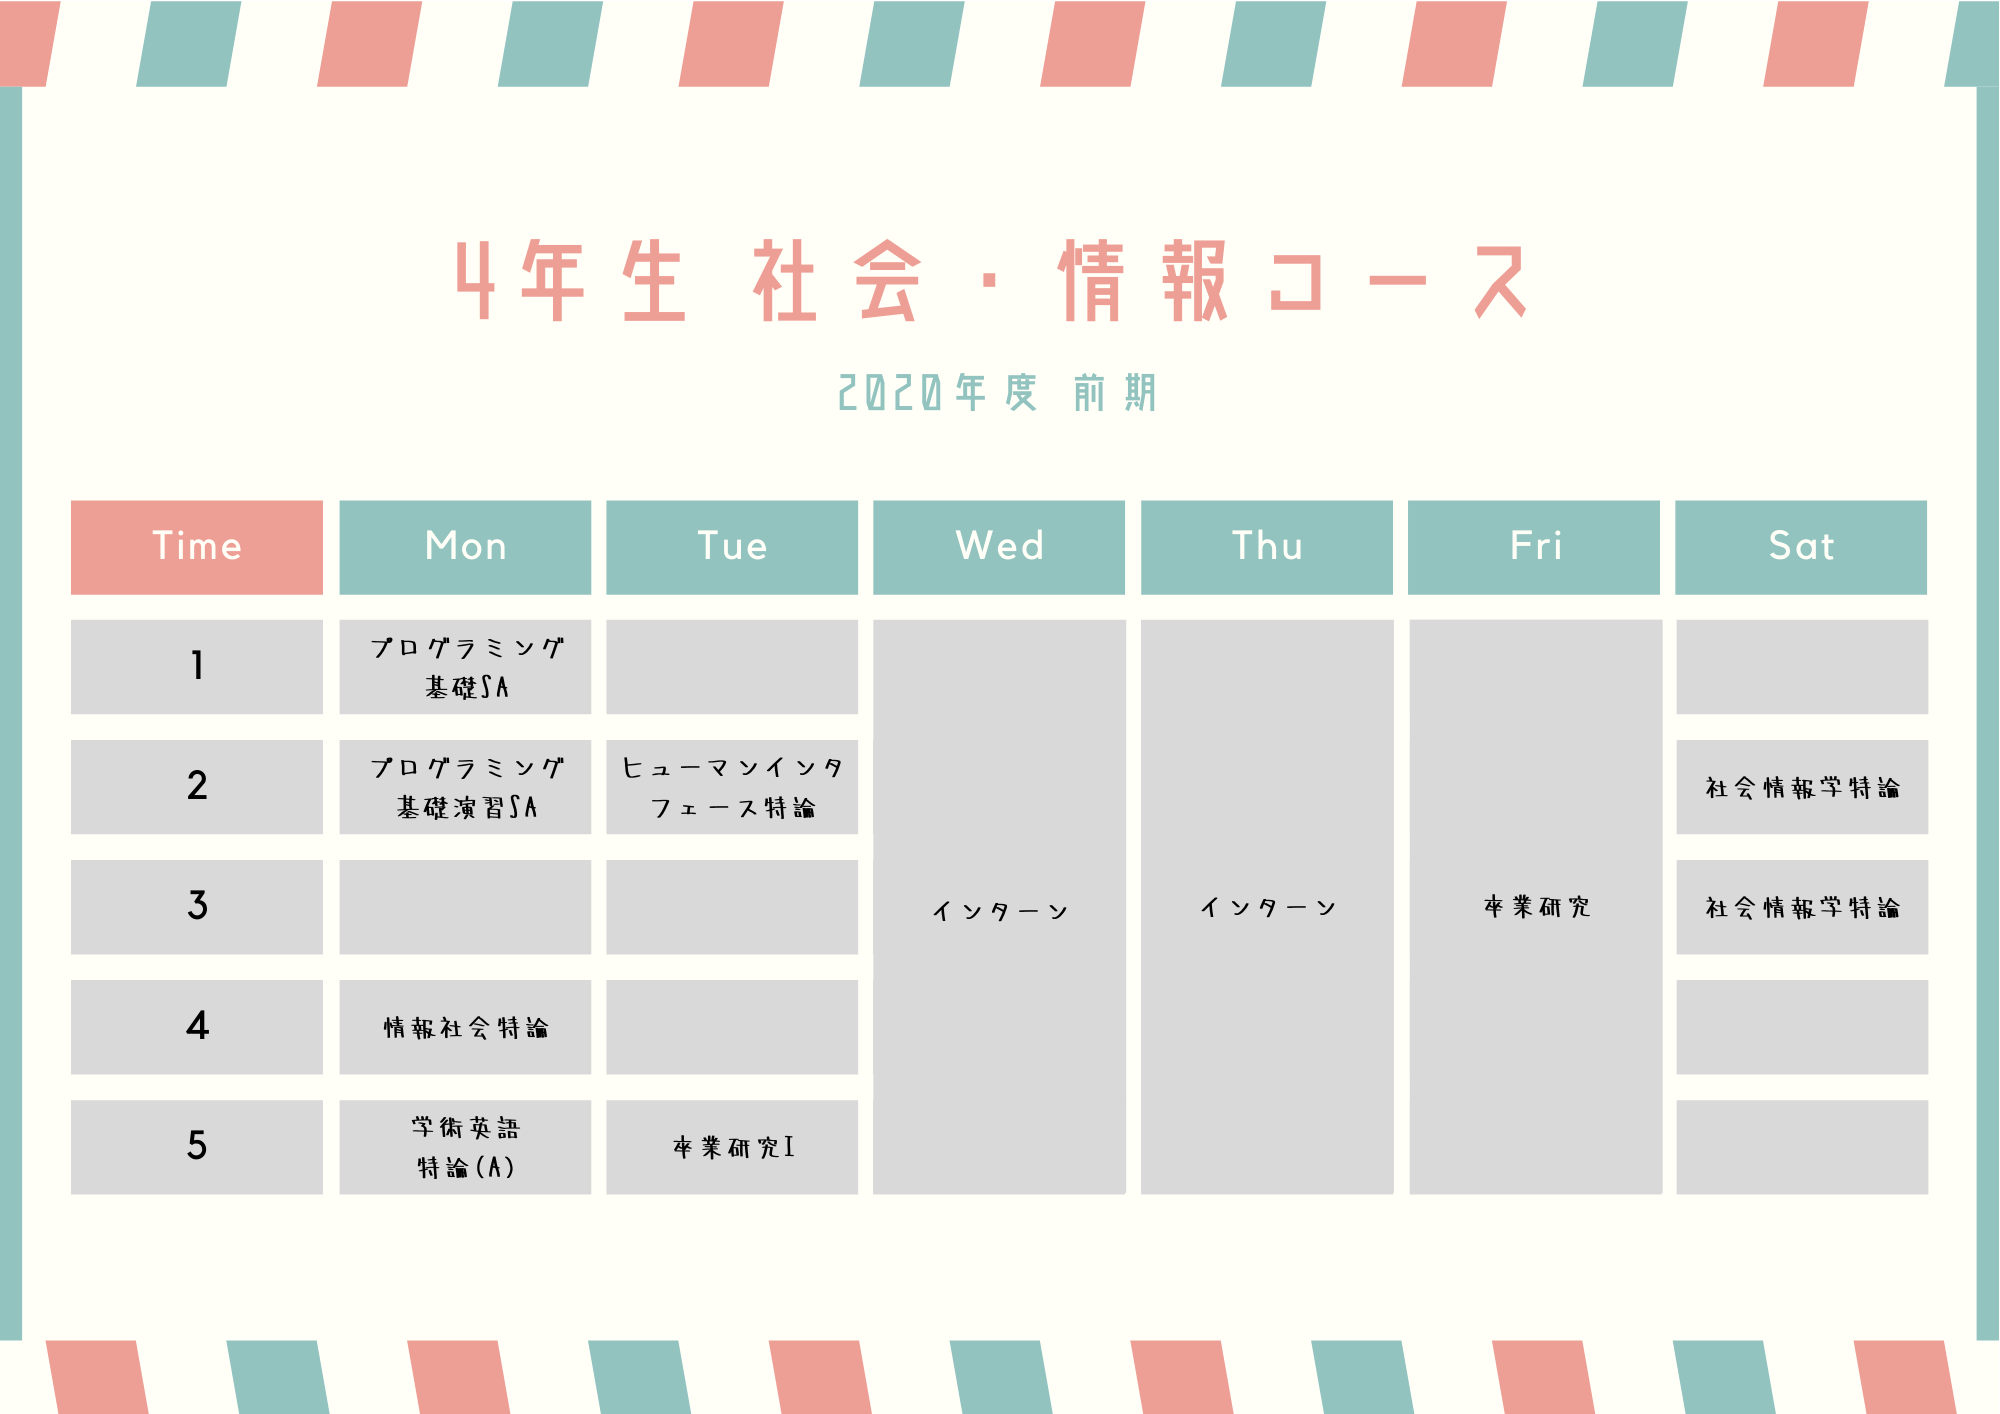 4年生 社会・情報コース
2020年度 前期
Time Mon Tue Wed Thu Fri Sat
1
プログラミング
基礎SA
2
プログラミング
基礎演習SA
ヒューマンインタ
フェース特論
社会情報学特論
3
インターン
インターン
卒業研究
社会情報学特論
4
情報社会特論
5
学術英語
特論(A)
卒業研究I